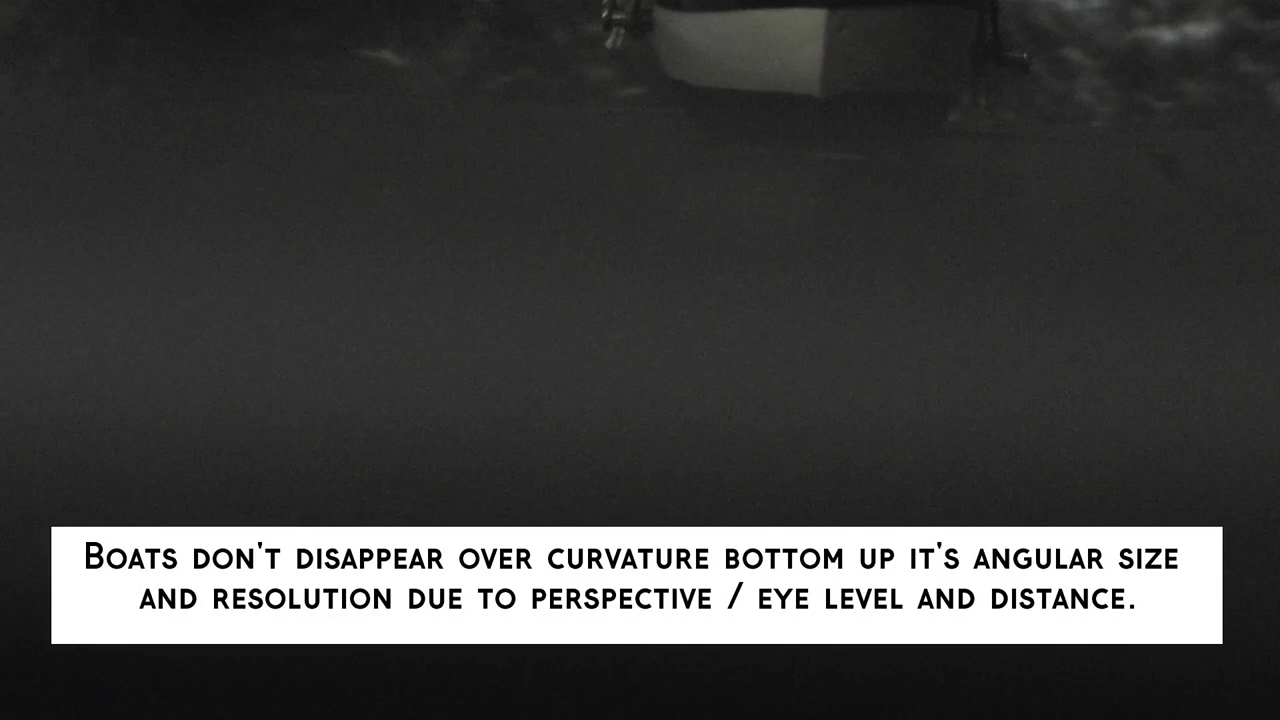 Boats don't disappear over curvature bottom up it's angular size
and resolution due to perspective / eye level and distance.